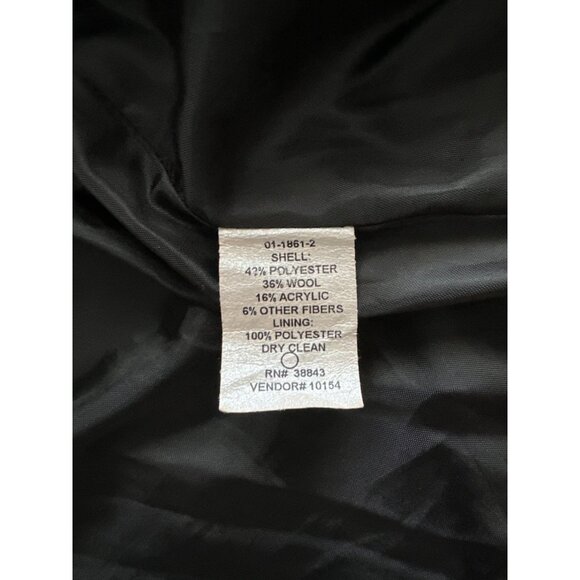 01-1861-2
SHELL:
42% POLYESTER
36% WOOL
16% ACRYLIC
6% OTHER FIBERS
LINING:
100% POLYESTER
DRY CLEAN
RN# 38843
VENDOR# 10154